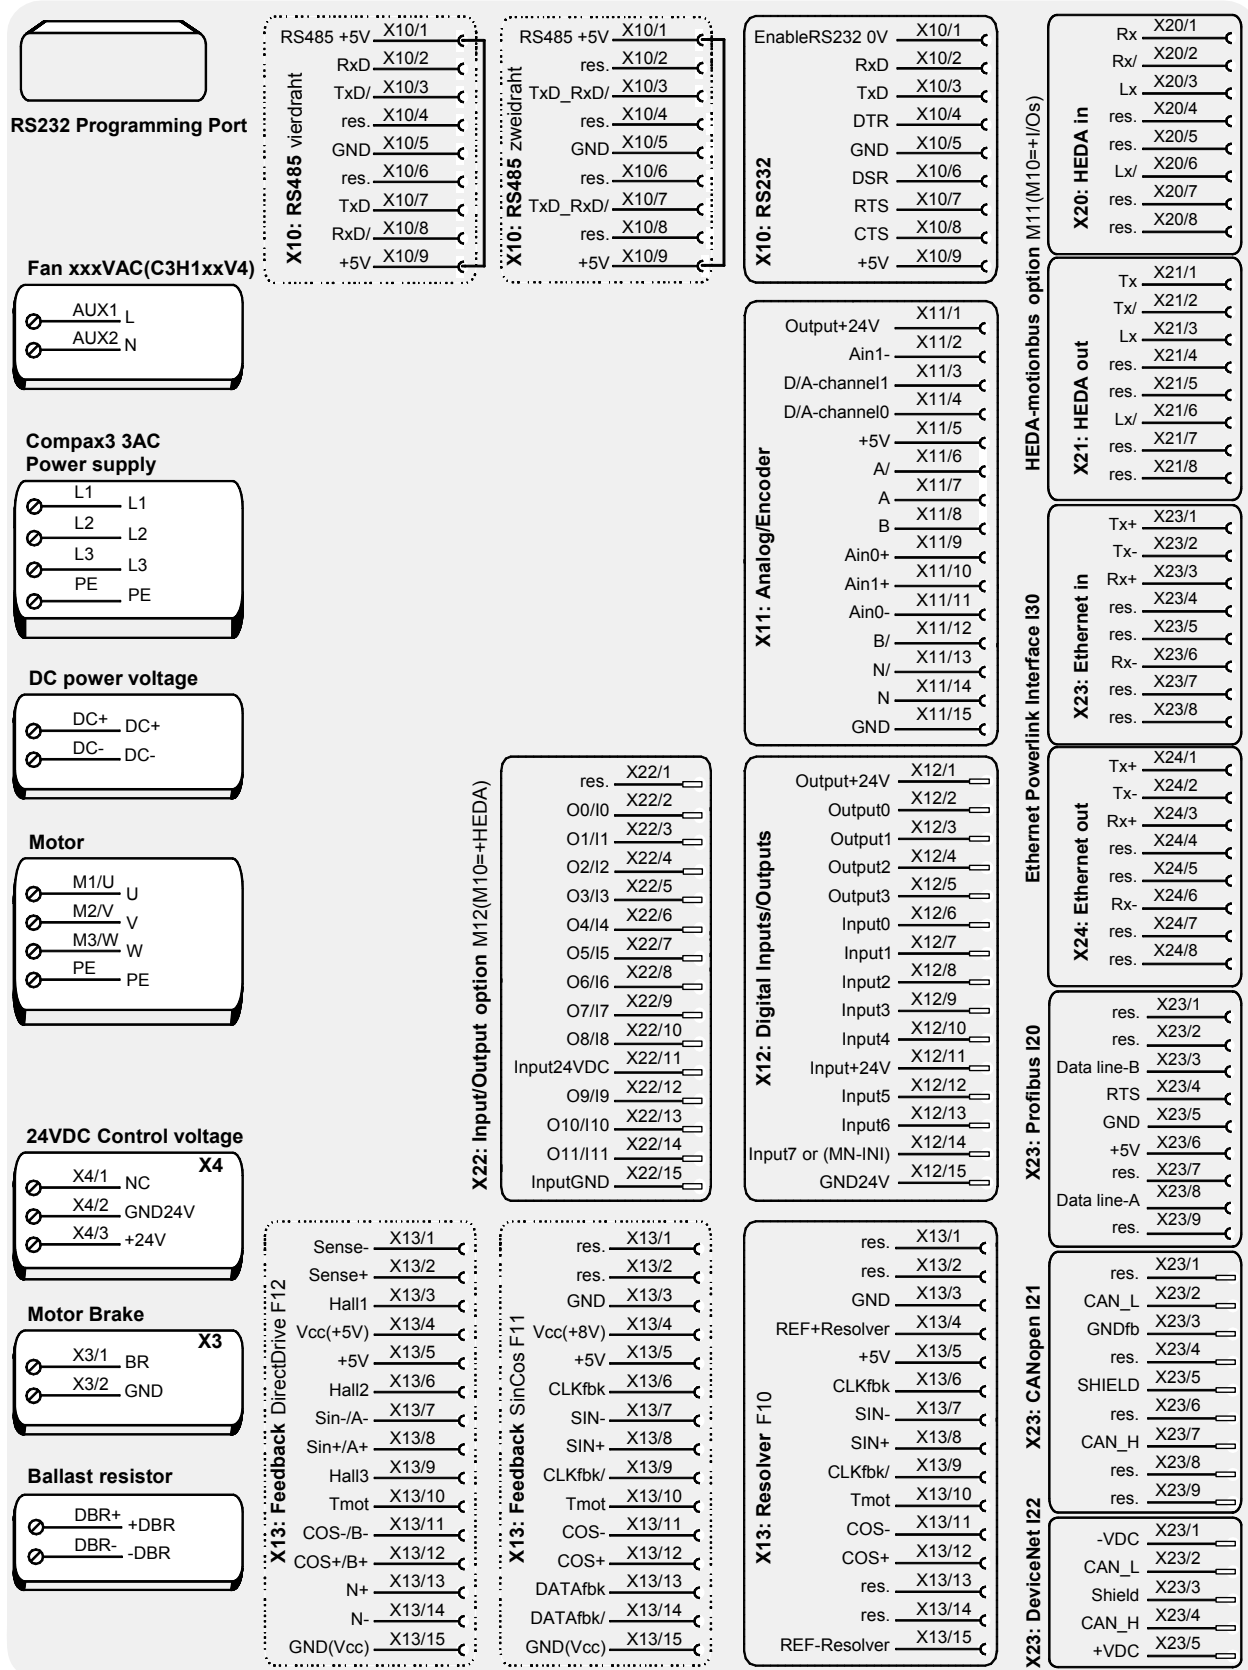 RS232 Programming Port
Fan xxxVAC(C3H1xxV4)
AUX1 L
AUX2 N
Compax3 3AC
Power supply
L1 L1
L2 L2
L3 L3
PE PE
DC power voltage
DC+ DC+
DC- DC-
Motor
M1/U U
M2/V V
M3/W W
PE PE
24VDC Control voltage
X4
X4/1 NC
X4/2 GND24V
X4/3 +24V
Motor Brake
X3
X3/1 BR
X3/2 GND
Ballast resistor
DBR+ +DBR
DBR- -DBR
X10: RS485 vierdraht
RS485 +5V X10/1
RxD X10/2
TxD/ X10/3
res. X10/4
GND X10/5
res. X10/6
TxD X10/7
RxD/ X10/8
+5V X10/9
X10: RS485 zweidraht
RS485 +5V X10/1
res. X10/2
TxD_RxD/ X10/3
res. X10/4
GND X10/5
res. X10/6
TxD_RxD/ X10/7
res. X10/8
+5V X10/9
X10: RS232
EnableRS232 0V X10/1
RxD X10/2
TxD X10/3
DTR X10/4
GND X10/5
DSR X10/6
RTS X10/7
CTS X10/8
+5V X10/9
X11: Analog/Encoder
Output+24V X11/1
Ain1- X11/2
D/A-channel1 X11/3
D/A-channel0 X11/4
+5V X11/5
A/ X11/6
A X11/7
B X11/8
Ain0+ X11/9
Ain1+ X11/10
Ain0- X11/11
B/ X11/12
N/ X11/13
N X11/14
GND X11/15
X22: Input/Output option M12(M10=+HEDA)
res. X22/1
O0/I0 X22/2
O1/I1 X22/3
O2/I2 X22/4
O3/I3 X22/5
O4/I4 X22/6
O5/I5 X22/7
O6/I6 X22/8
O7/I7 X22/9
O8/I8 X22/10
Input24VDC X22/11
O9/I9 X22/12
O10/I10 X22/13
O11/I11 X22/14
InputGND X22/15
X12: Digital Inputs/Outputs
Output+24V X12/1
Output0 X12/2
Output1 X12/3
Output2 X12/4
Output3 X12/5
Input0 X12/6
Input1 X12/7
Input2 X12/8
Input3 X12/9
Input4 X12/10
Input+24V X12/11
Input5 X12/12
Input6 X12/13
Input7 or (MN-INI) X12/14
GND24V X12/15
X13: Feedback DirectDrive F12
Sense- X13/1
Sense+ X13/2
Hall1 X13/3
Vcc(+5V) X13/4
+5V X13/5
Hall2 X13/6
Sin-/A- X13/7
Sin+/A+ X13/8
Hall3 X13/9
Tmot X13/10
COS-/B- X13/11
COS+/B+ X13/12
N+ X13/13
N- X13/14
GND(Vcc) X13/15
X13: Feedback SinCos F11
res. X13/1
res. X13/2
GND X13/3
Vcc(+8V) X13/4
+5V X13/5
CLKfbk X13/6
SIN- X13/7
SIN+ X13/8
CLKfbk/ X13/9
Tmot X13/10
COS- X13/11
COS+ X13/12
DATAfbk X13/13
DATAfbk/ X13/14
GND(Vcc) X13/15
X13: Resolver F10
res. X13/1
res. X13/2
GND X13/3
REF+Resolver X13/4
+5V X13/5
CLKfbk X13/6
SIN- X13/7
SIN+ X13/8
CLKfbk/ X13/9
Tmot X13/10
COS- X13/11
COS+ X13/12
res. X13/13
res. X13/14
REF-Resolver X13/15
HEDA-motionbus option M11(M10=+I/Os)
X20: HEDA in
Rx X20/1
Rx/ X20/2
Lx X20/3
res. X20/4
res. X20/5
Lx/ X20/6
res. X20/7
res. X20/8
X21: HEDA out
Tx X21/1
Tx/ X21/2
Lx X21/3
res. X21/4
res. X21/5
Lx/ X21/6
res. X21/7
res. X21/8
Ethernet Powerlink Interface I30
X23: Ethernet in
Tx+ X23/1
Tx- X23/2
Rx+ X23/3
res. X23/4
res. X23/5
Rx- X23/6
res. X23/7
res. X23/8
X24: Ethernet out
Tx+ X24/1
Tx- X24/2
Rx+ X24/3
res. X24/4
res. X24/5
Rx- X24/6
res. X24/7
res. X24/8
X23: Profibus I20
res. X23/1
res. X23/2
Data line-B X23/3
RTS X23/4
GND X23/5
+5V X23/6
res. X23/7
Data line-A X23/8
res. X23/9
X23: CANopen I21
res. X23/1
CAN_L X23/2
GNDfb X23/3
res. X23/4
SHIELD X23/5
res. X23/6
CAN_H X23/7
res. X23/8
res. X23/9
X23: DeviceNet I22
-VDC X23/1
CAN_L X23/2
Shield X23/3
CAN_H X23/4
+VDC X23/5